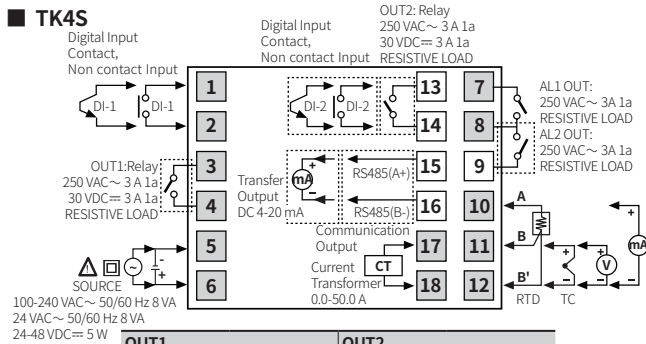 ■ TK4S
Digital Input
Contact,
Non contact Input
DI-1
DI-1
Digital Input
Contact,
Non contact Input
DI-2
DI-2
OUT2: Relay
250 VAC～ 3 A 1a
30 VDC⎓ 3 A 1a
RESISTIVE LOAD
1
2
3
4
5
6
13
14
15
16
17
18
7
8
9
10
11
12
AL1 OUT:
250 VAC～ 3A 1a
RESISTIVE LOAD
AL2 OUT:
250 VAC～ 3A 1a
RESISTIVE LOAD
OUT1:Relay
250 VAC～ 3 A 1a
30 VDC⎓ 3 A 1a
RESISTIVE LOAD
Transfer
Output
DC 4-20 mA
+
mA
-
RS485(A+)
RS485(B-)
Communication
Output
Current
Transformer
0.0-50.0 A
CT
A
B
B'
RTD
TC
+
-
+
V
-
+
mA
-
-
+
SOURCE
100-240 VAC～ 50/60 Hz 8 VA
24 VAC～ 50/60 Hz 8 VA
24-48 VDC⎓ 5 W
OUT1
OUT2